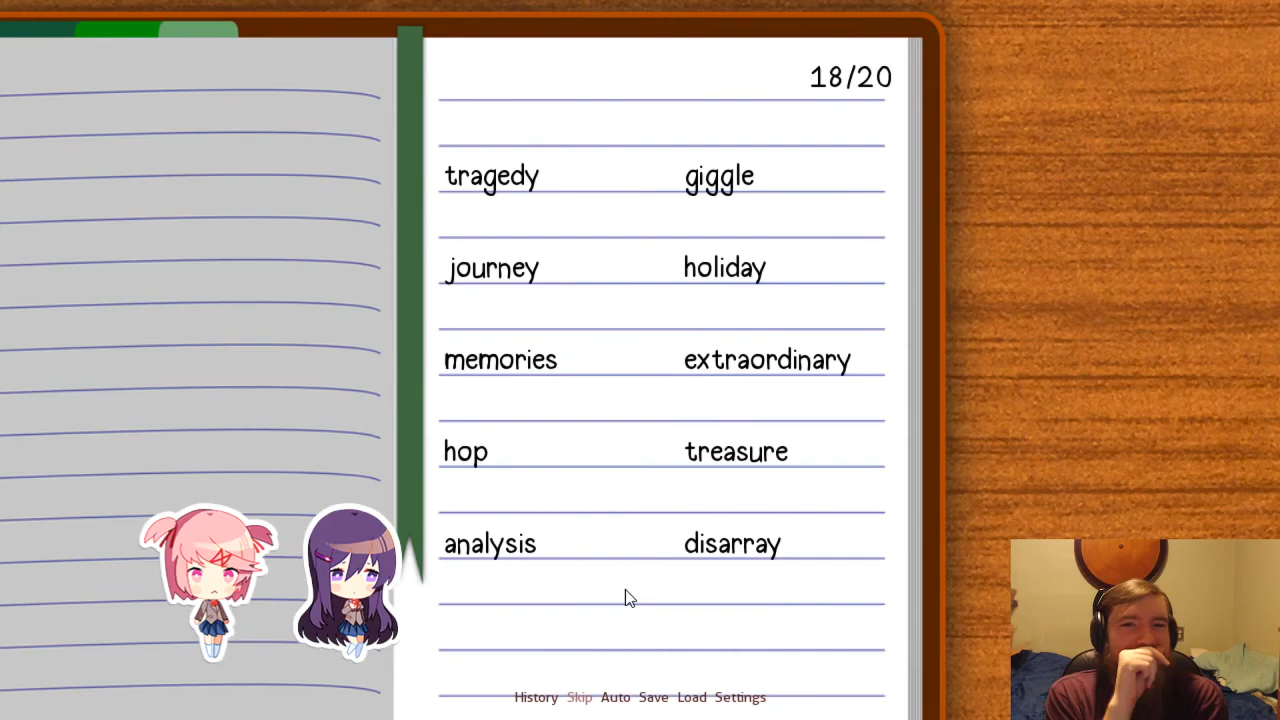 18/20
tragedy giggle
journey holiday
memories extraordinary
hop treasure
analysis disarray
History Skip Auto Save Load Settings